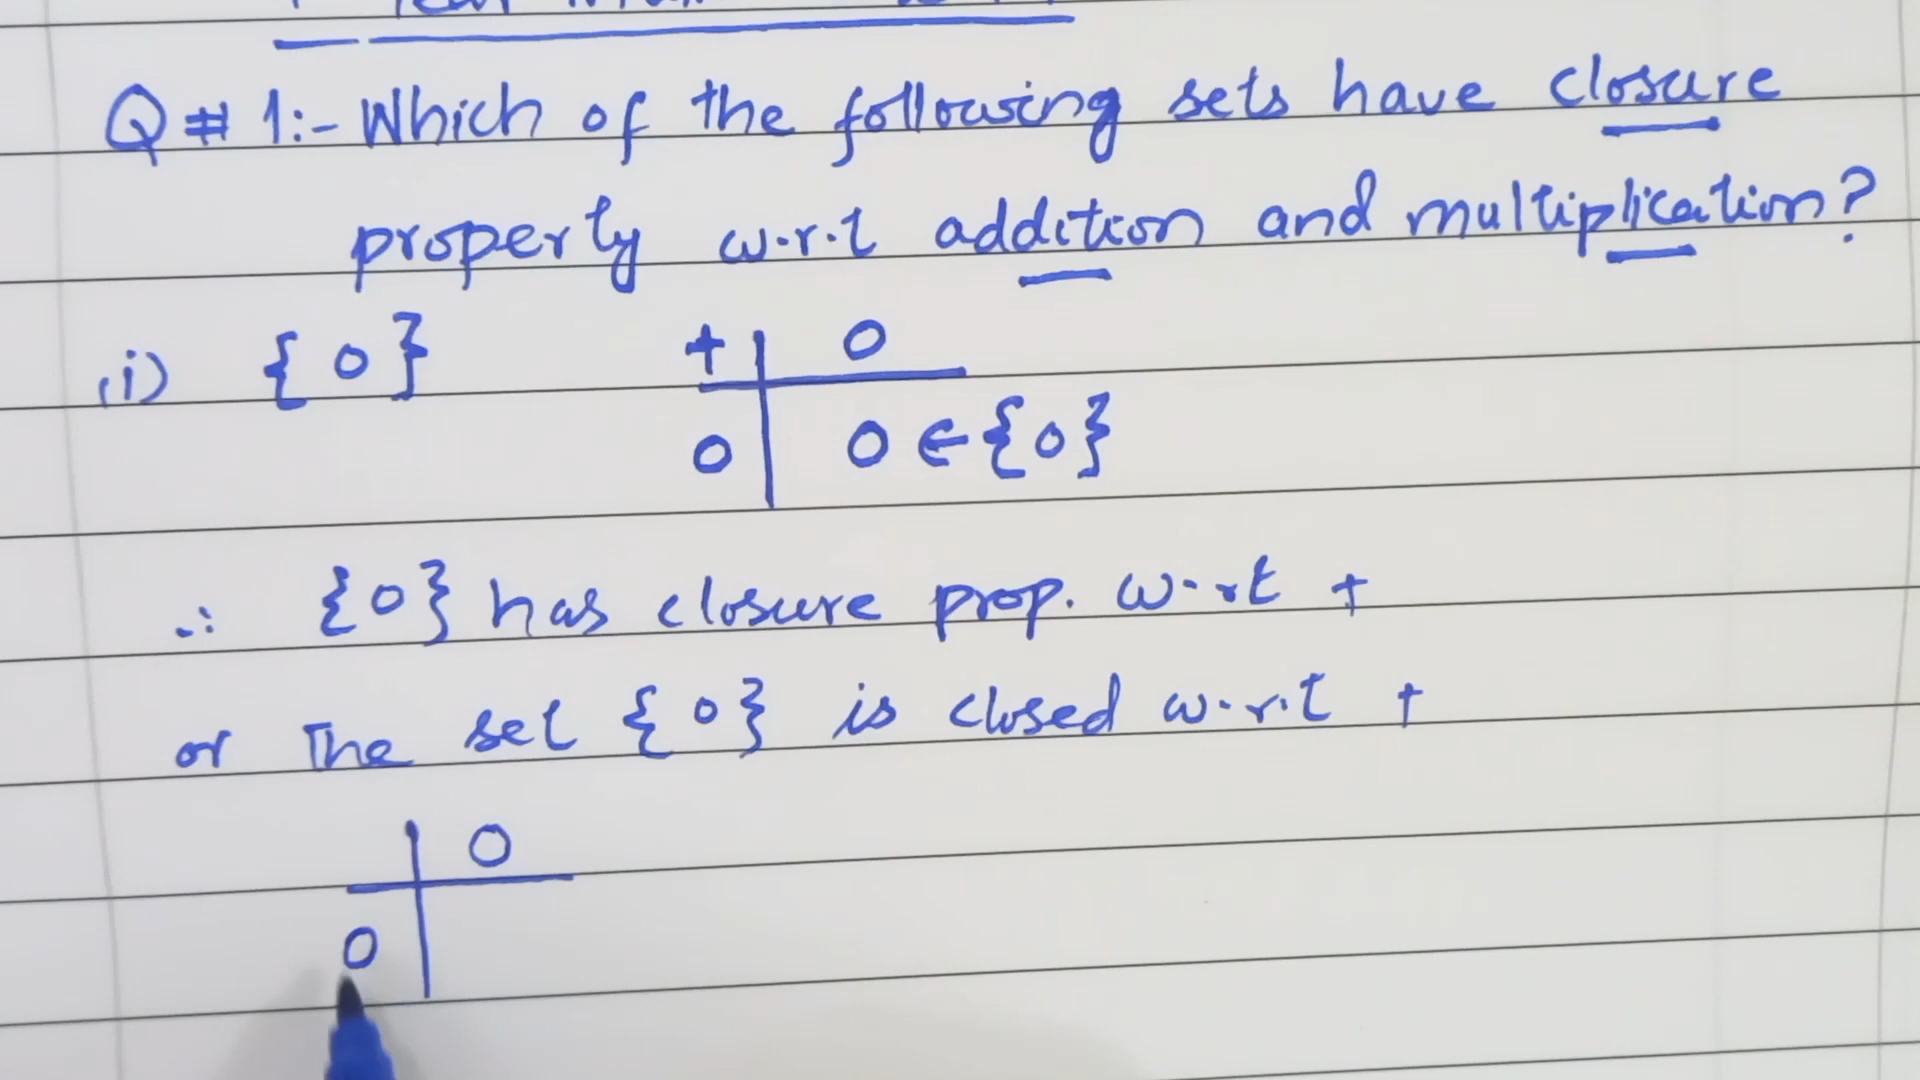 Q # 1:- Which of the following sets have closure
property w.r.t addition and multiplication?
(i) { 0 } + 0
0 0 ∈ { 0 }
∴ { 0 } has closure prop. w.r.t +
or The set { 0 } is closed w.r.t +
0
0